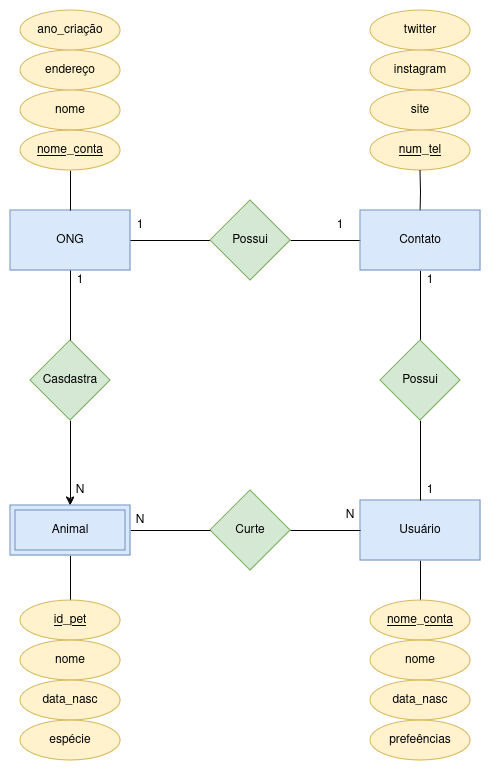 ano_criação
endereço
nome
nome_conta
twitter
instagram
site
num_tel
ONG
1
Possui
1
Contato
1
1
Casdastra
Possui
N
1
Animal
N
Curte
N
Usuário
id_pet
nome
data_nasc
espécie
nome_conta
nome
data_nasc
prefeências